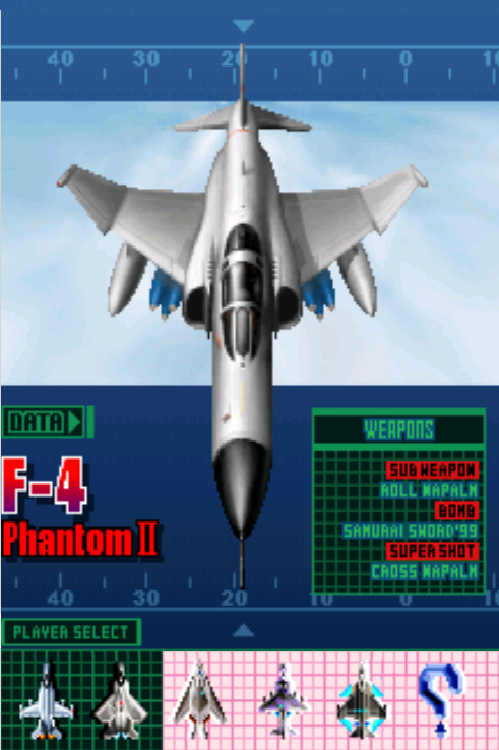 40 30 20 10 0
DATA
F-4
Phantom II
WEAPONS
SUB WEAPON
ROLL NAPALM
BOMB
SAMURAI SWORD'99
SUPER SHOT
CROSS NAPALM
40 30 20 10 0
PLAYER SELECT
?